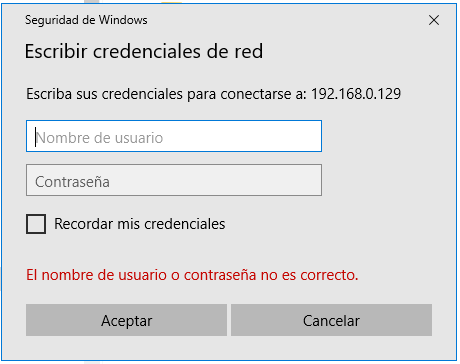 Seguridad de Windows
Escribir credenciales de red
Escriba sus credenciales para conectarse a: 192.168.0.129
Nombre de usuario
Contraseña
Recordar mis credenciales
El nombre de usuario o contraseña no es correcto.
Aceptar
Cancelar